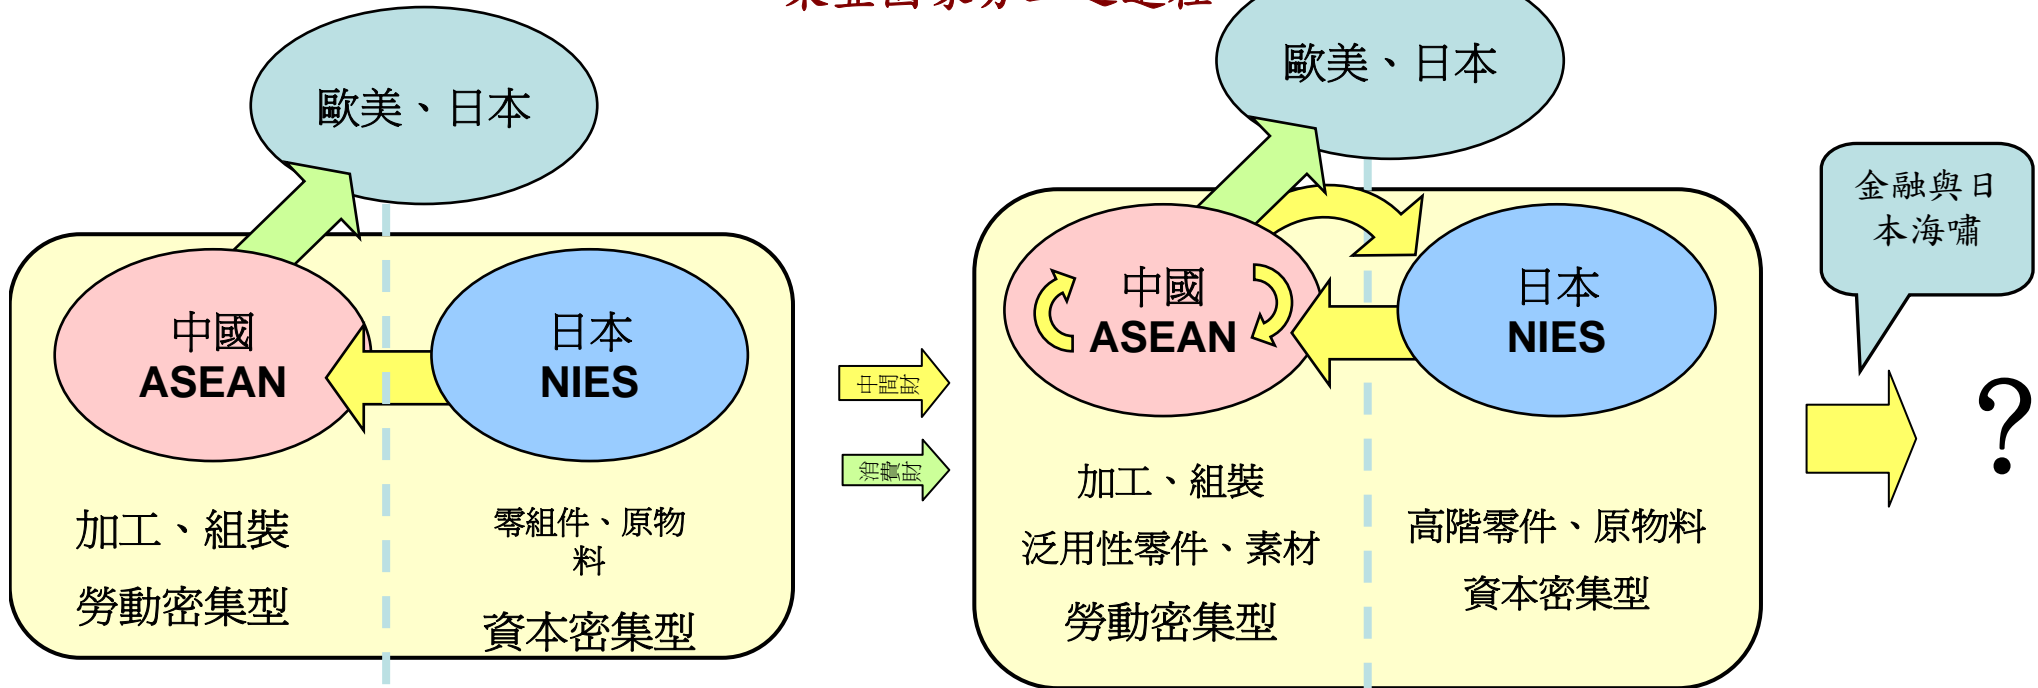 歐美、日本
中國
ASEAN
日本
NIES
加工、組裝
勞動密集型
零組件、原物
料
資本密集型
中間財
消費財
歐美、日本
中國
ASEAN
日本
NIES
加工、組裝
泛用性零件、素材
勞動密集型
高階零件、原物料
資本密集型
金融與日
本海嘯
?